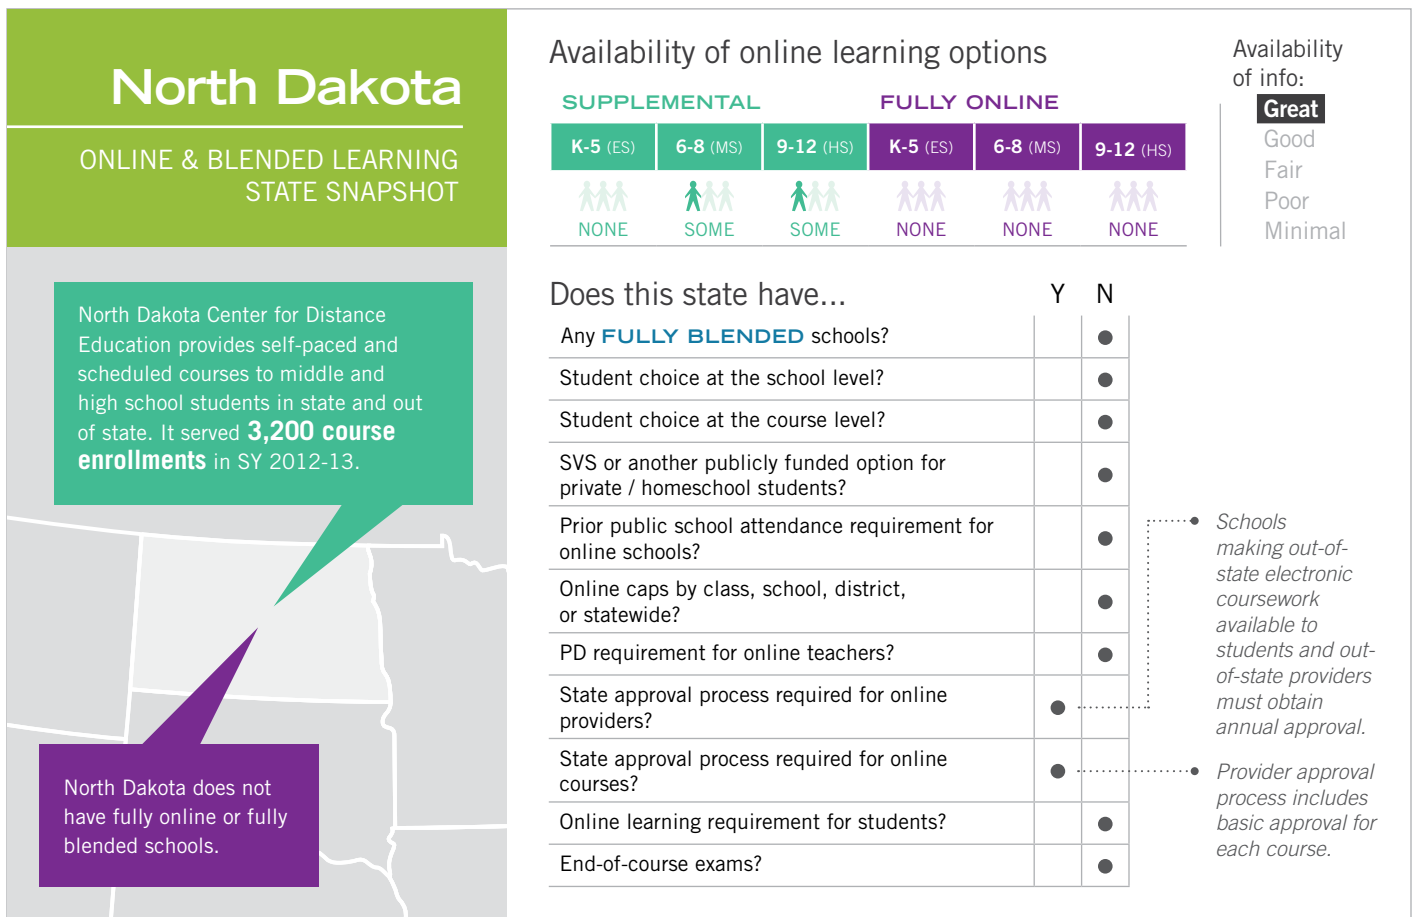 North Dakota
ONLINE & BLENDED LEARNING
STATE SNAPSHOT
North Dakota Center for Distance
Education provides self-paced and
scheduled courses to middle and
high school students in state and out
of state. It served 3,200 course
enrollments in SY 2012-13.
North Dakota does not
have fully online or fully
blended schools.
Availability of online learning options
SUPPLEMENTAL FULLY ONLINE
K-5 (ES) 6-8 (MS) 9-12 (HS) K-5 (ES) 6-8 (MS) 9-12 (HS)
NONE SOME SOME NONE NONE NONE
Availability
of info:
Great
Good
Fair
Poor
Minimal
Does this state have... Y N
Any FULLY BLENDED schools?
Student choice at the school level?
Student choice at the course level?
SVS or another publicly funded option for
private / homeschool students?
Prior public school attendance requirement for
online schools?
Online caps by class, school, district,
or statewide?
PD requirement for online teachers?
State approval process required for online
providers?
State approval process required for online
courses?
Online learning requirement for students?
End-of-course exams?
Schools
making out-of-
state electronic
coursework
available to
students and out-
of-state providers
must obtain
annual approval.
Provider approval
process includes
basic approval for
each course.